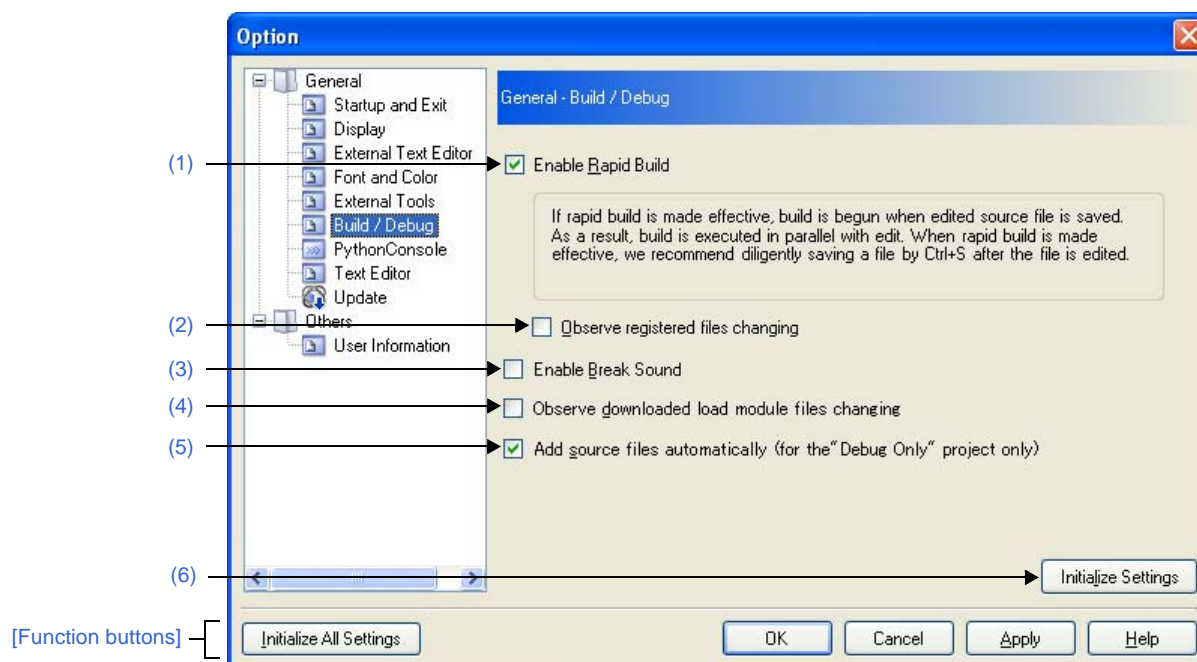 Option
General
Startup and Exit
Display
External Text Editor
Font and Color
External Tools
Build / Debug
PythonConsole
Text Editor
Update
Others
User Information
General - Build / Debug
(1)
Enable Rapid Build
If rapid build is made effective, build is begun when edited source file is saved.
As a result, build is executed in parallel with edit. When rapid build is made
effective, we recommend diligently saving a file by Ctrl+S after the file is edited.
(2)
Observe registered files changing
(3)
Enable Break Sound
(4)
Observe downloaded load module files changing
(5)
Add source files automatically (for the"Debug Only" project only)
(6)
Initialize Settings
[Function buttons]
Initialize All Settings
OK
Cancel
Apply
Help